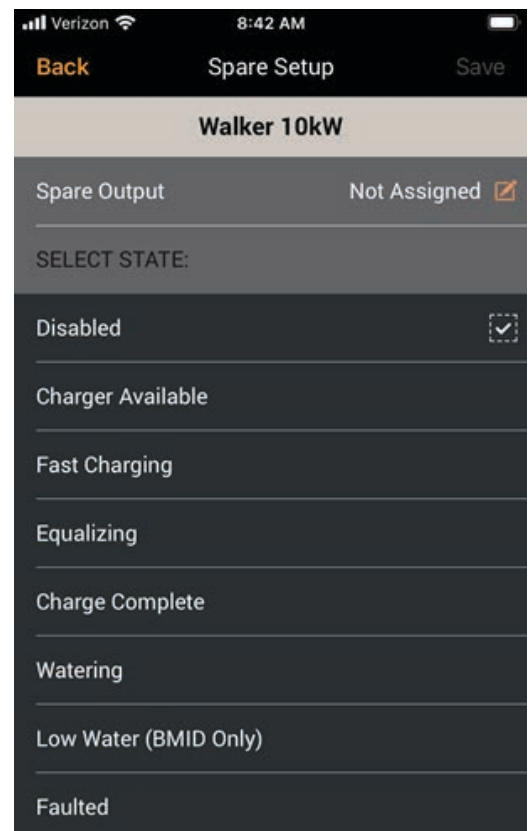 Verizon 8:42 AM
Back Spare Setup Save
Walker 10kW
Spare Output Not Assigned
SELECT STATE:
Disabled
Charger Available
Fast Charging
Equalizing
Charge Complete
Watering
Low Water (BMID Only)
Faulted